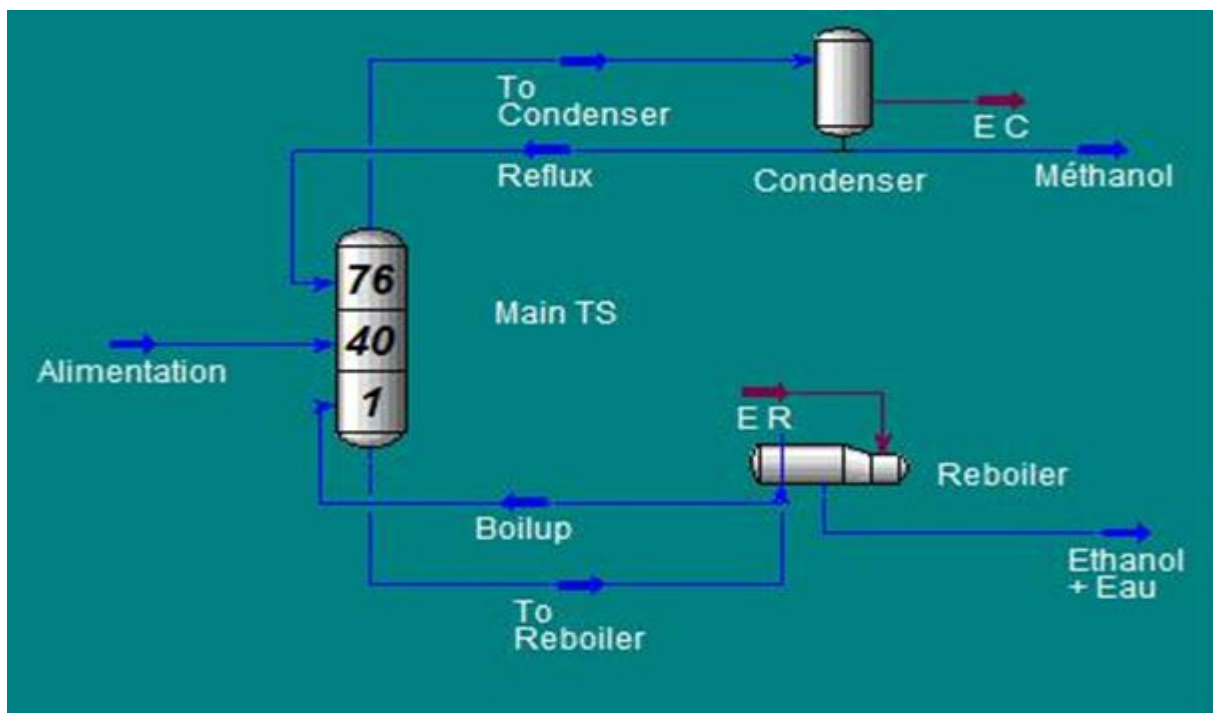 To
Condenser
E C
Reflux
Condenser
Méthanol
76
Main TS
40
Alimentation
1
E R
Reboiler
Boilup
Ethanol
+ Eau
To
Reboiler